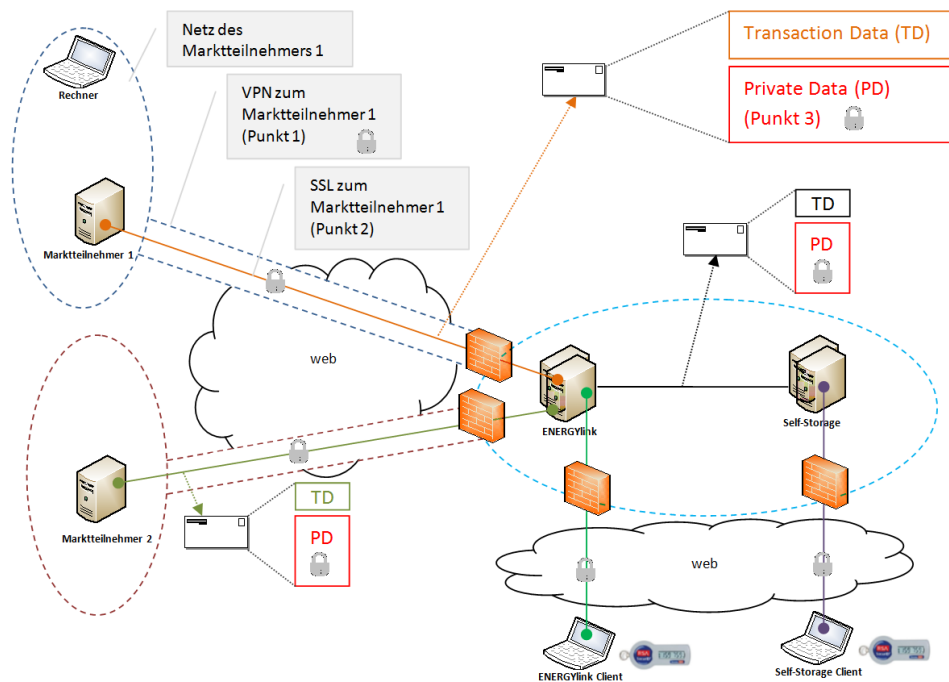 Netz des
Marktteilnehmers 1
Transaction Data (TD)
Private Data (PD)
(Punkt 3)
Rechner
VPN zum
Marktteilnehmer 1
(Punkt 1)
SSL zum
Marktteilnehmer 1
(Punkt 2)
TD
PD
Marktteilnehmer 1
web
ENERGYlink
Self-Storage
TD
PD
Marktteilnehmer 2
web
ENERGYlink Client
Self-Storage Client